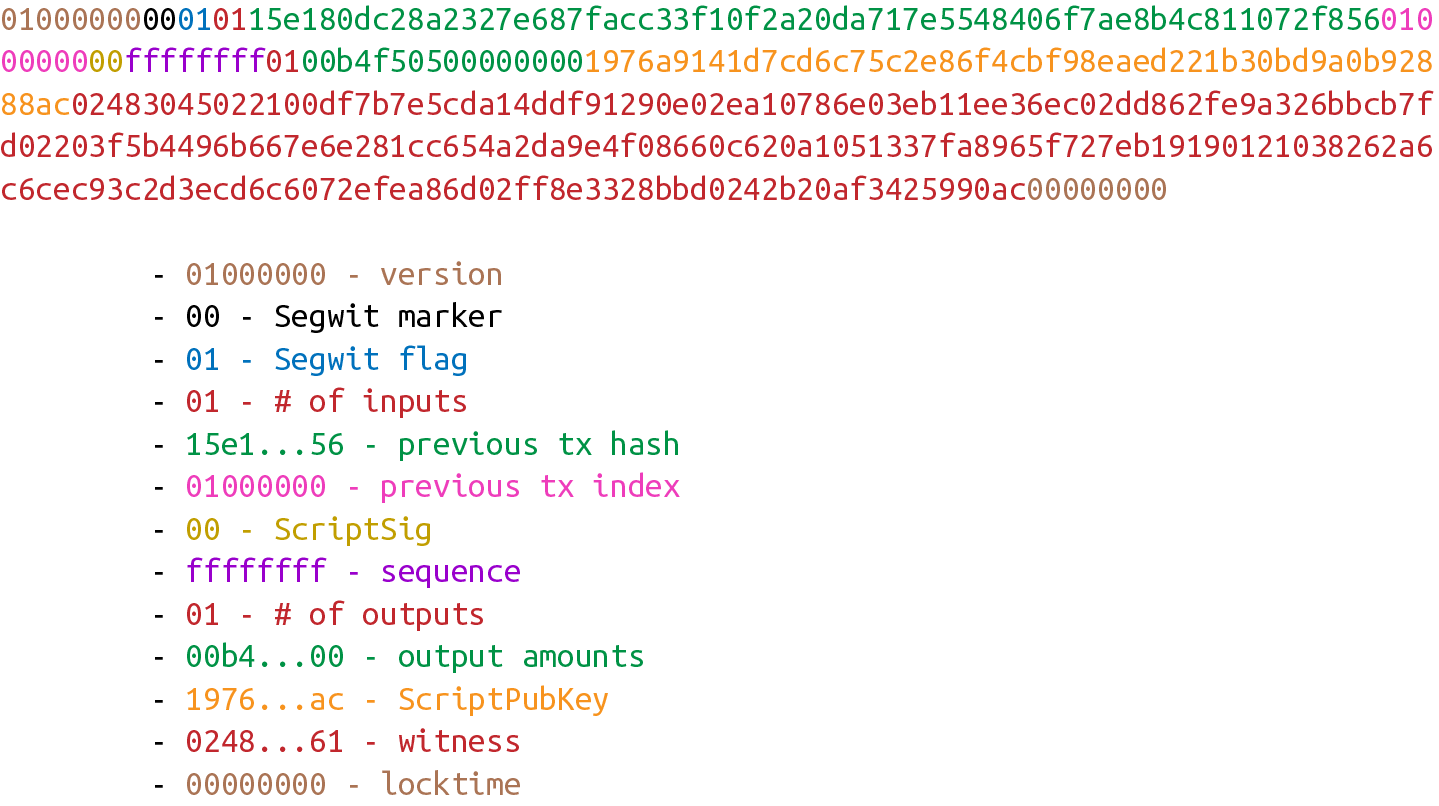 0100000000010115e180dc28a2327e687facc33f10f2a20da717e5548406f7ae8b4c811072f856010
0000000ffffffff0100b4f505000000001976a9141d7cd6c75c2e86f4cbf98eaed221b30bd9a0b928
88ac02483045022100df7b7e5cda14ddf91290e02ea10786e03eb11ee36ec02dd862fe9a326bbcb7f
d02203f5b4496b667e6e281cc654a2da9e4f08660c620a1051337fa8965f727eb19190121038262a6
c6cec93c2d3ecd6c6072efea86d02ff8e3328bbd0242b20af3425990ac00000000
- 01000000 - version
- 00 - Segwit marker
- 01 - Segwit flag
- 01 - # of inputs
- 15e1...56 - previous tx hash
- 01000000 - previous tx index
- 00 - ScriptSig
- ffffffff - sequence
- 01 - # of outputs
- 00b4...00 - output amounts
- 1976...ac - ScriptPubKey
- 0248...61 - witness
- 00000000 - locktime